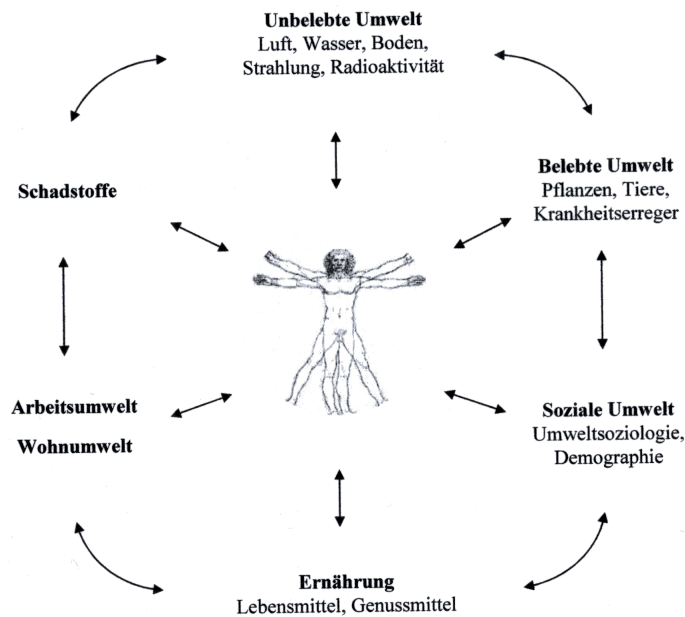 Unbelebte Umwelt
Luft, Wasser, Boden,
Strahlung, Radioaktivität
Belebte Umwelt
Pflanzen, Tiere,
Krankheitserreger
Schadstoffe
Arbeitsumwelt
Wohnumwelt
Soziale Umwelt
Umweltsoziologie,
Demographie
Ernährung
Lebensmittel, Genussmittel